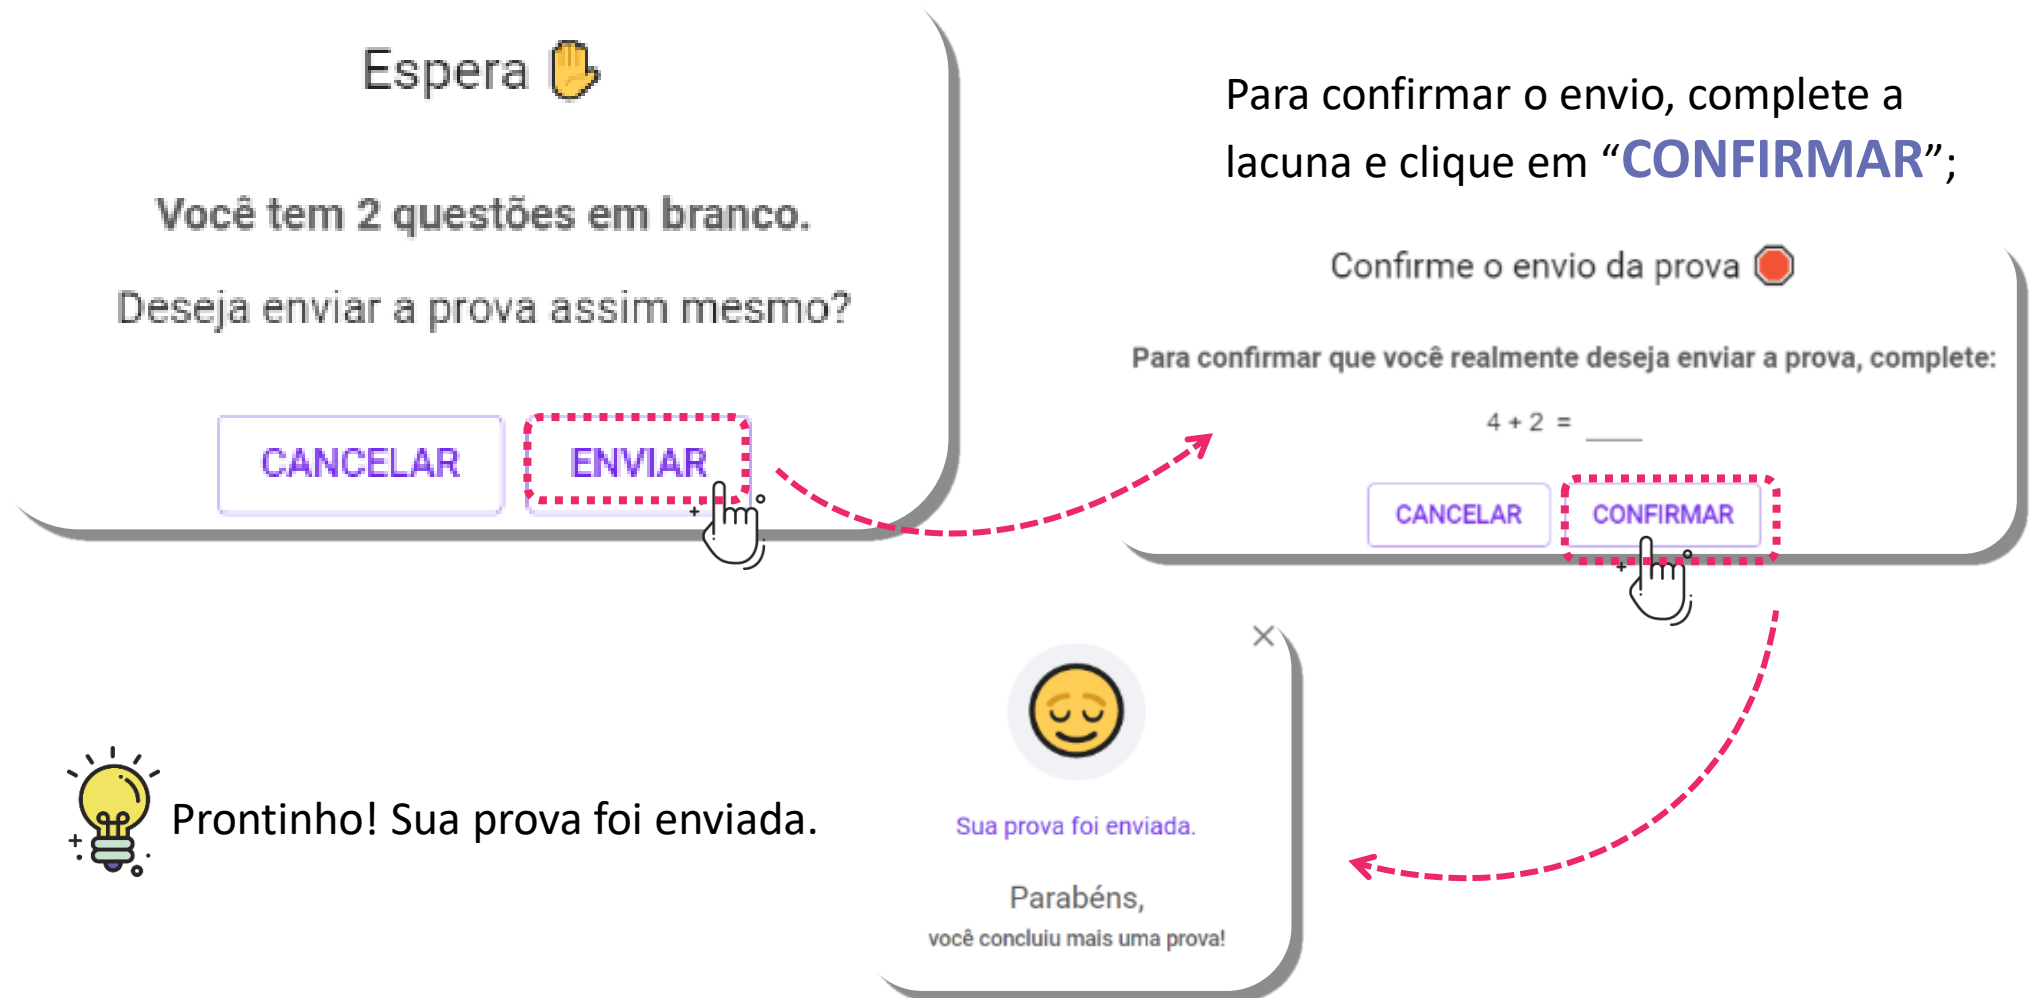 Espera
Você tem 2 questões em branco.
Deseja enviar a prova assim mesmo?
CANCELAR
ENVIAR
Para confirmar o envio, complete a
lacuna e clique em “CONFIRMAR”;
Confirme o envio da prova
Para confirmar que você realmente deseja enviar a prova, complete:
4 + 2 = ____
CANCELAR
CONFIRMAR
Prontinho! Sua prova foi enviada.
Sua prova foi enviada.
Parabéns,
você concluiu mais uma prova!